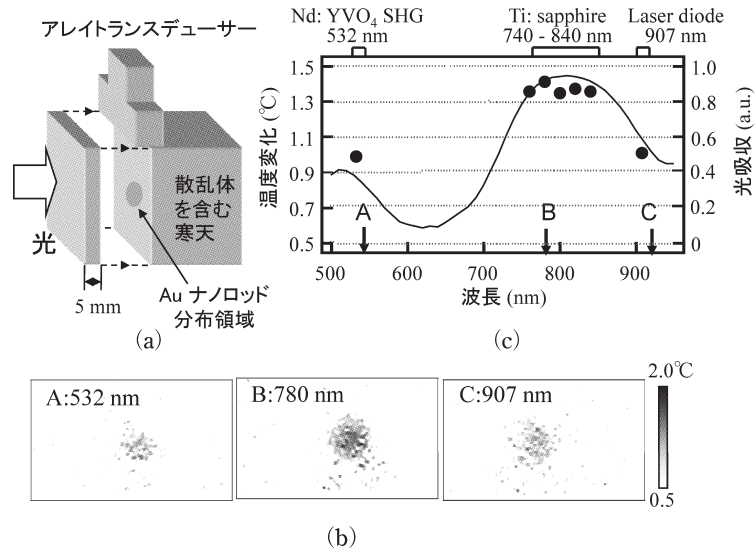 アレイトランスデューサー
散乱体
を含む
寒天
光
5 mm
Au ナノロッド
分布領域
(a)
Nd: YVO₄ SHG
532 nm
Ti: sapphire
740 - 840 nm
Laser diode
907 nm
温度変化 (℃)
1.5
1.3
1.1
0.9
0.7
0.5
A
B
C
1.0
0.8
0.6
0.4
0.2
0
光吸収 (a.u.)
500
600
700
800
900
波長 (nm)
(c)
A:532 nm
B:780 nm
C:907 nm
2.0℃
0.5
(b)